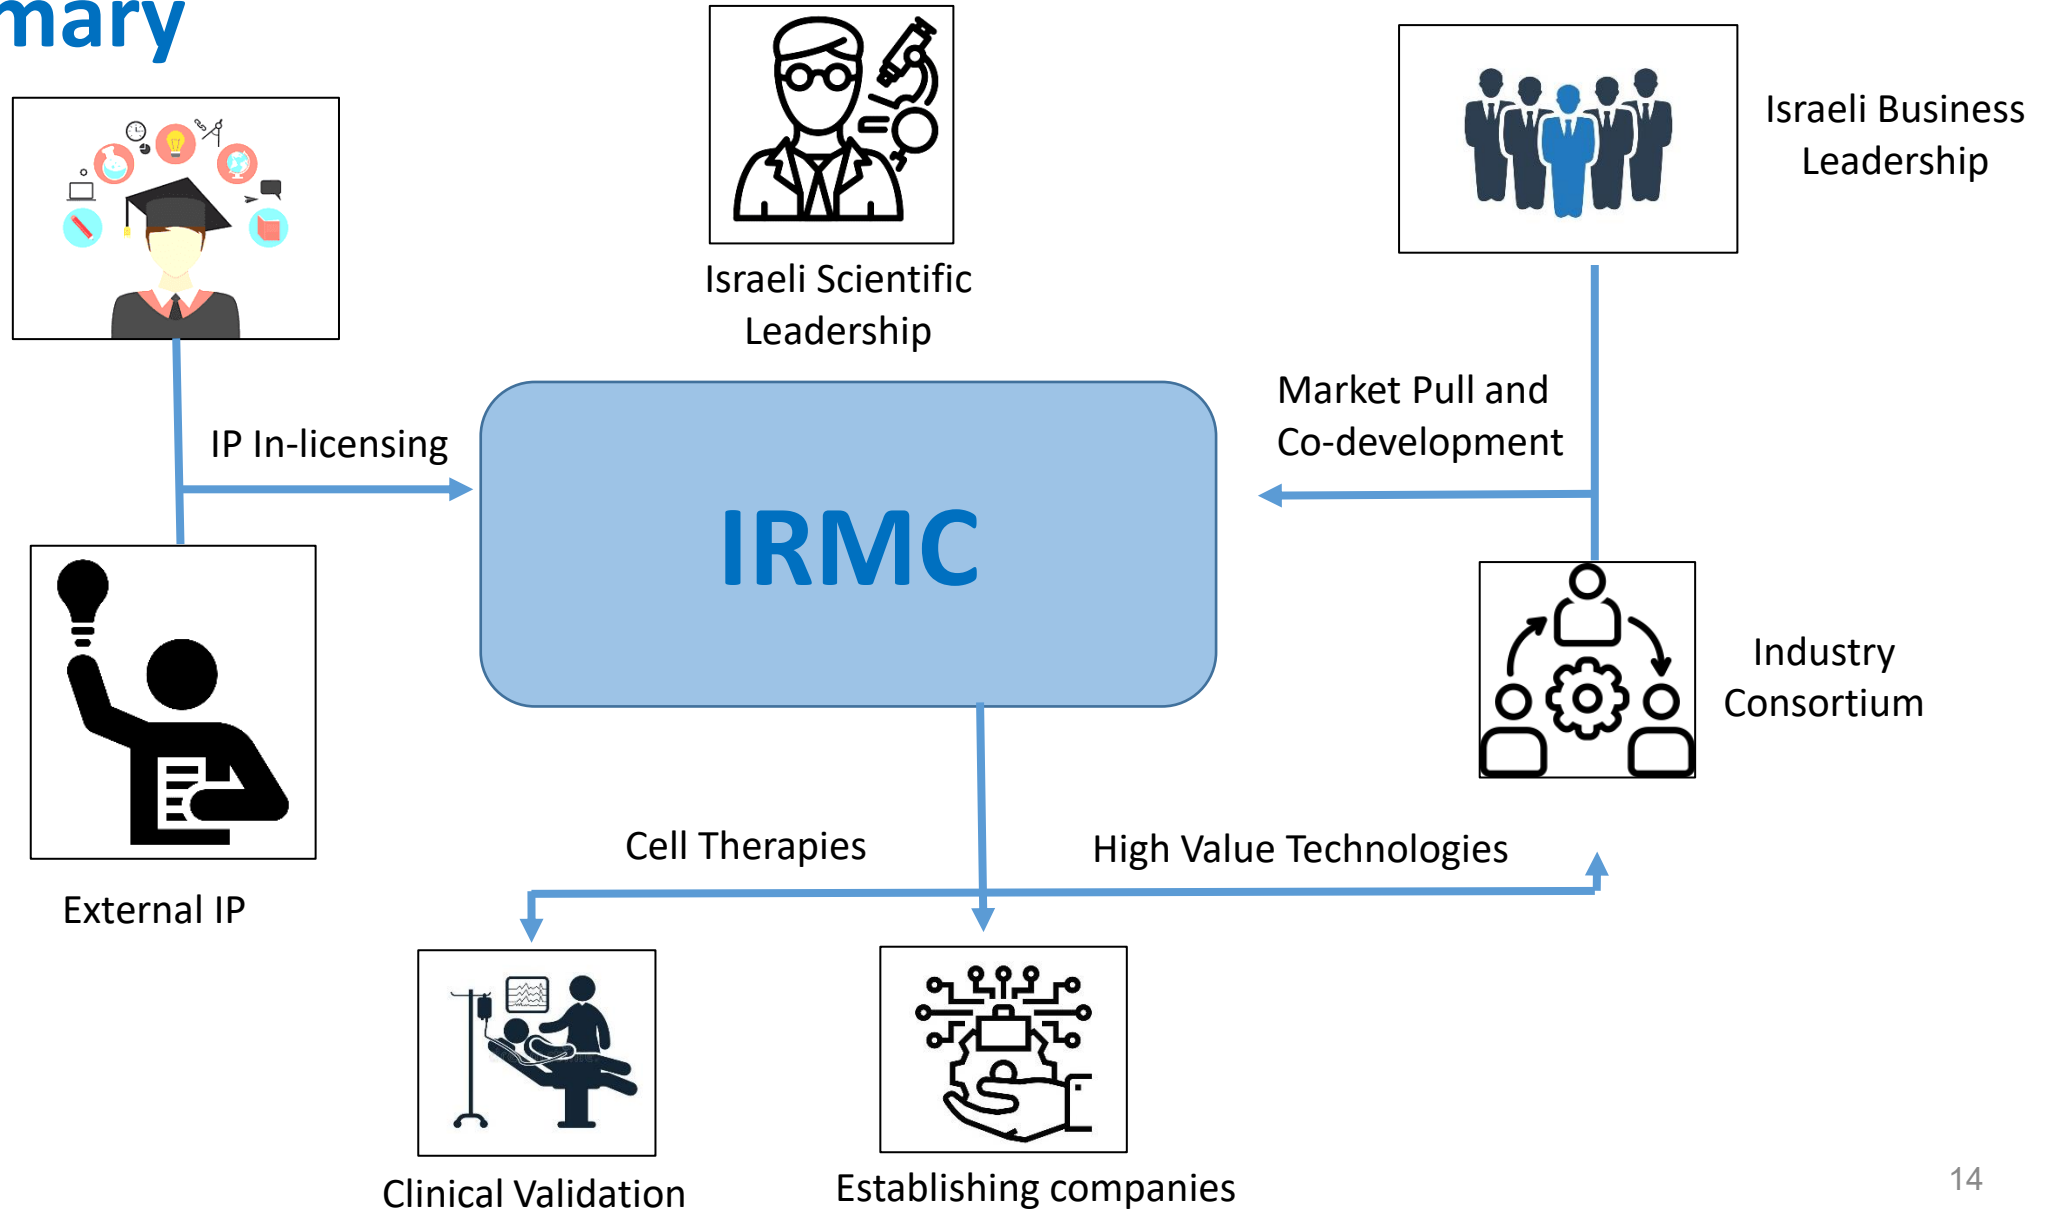 mary
Israeli Business
Leadership
Israeli Scientific
Leadership
Market Pull and
Co-development
IP In-licensing
IRMC
Industry
Consortium
Cell Therapies
High Value Technologies
External IP
Clinical Validation
Establishing companies
14